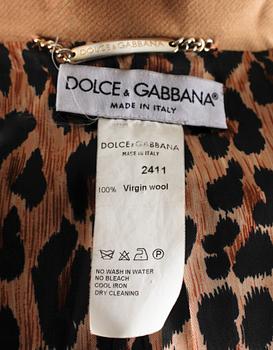 DOLCE & GABBANA
DOLCE & GABBANA®
MADE IN ITALY
DOLCE & GABBANA
MADE IN ITALY
2411
100% Virgin wool
NO WASH IN WATER
NO BLEACH
COOL IRON
DRY CLEANING